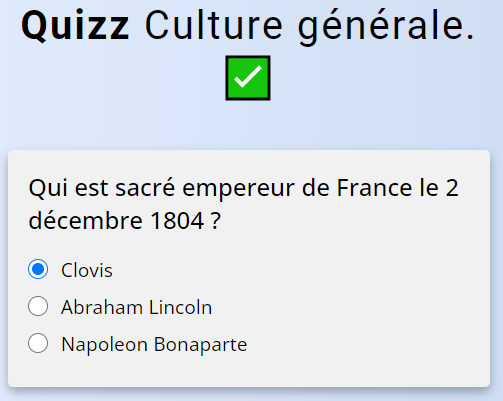 Quizz Culture générale.
Qui est sacré empereur de France le 2
décembre 1804 ?
Clovis
Abraham Lincoln
Napoleon Bonaparte